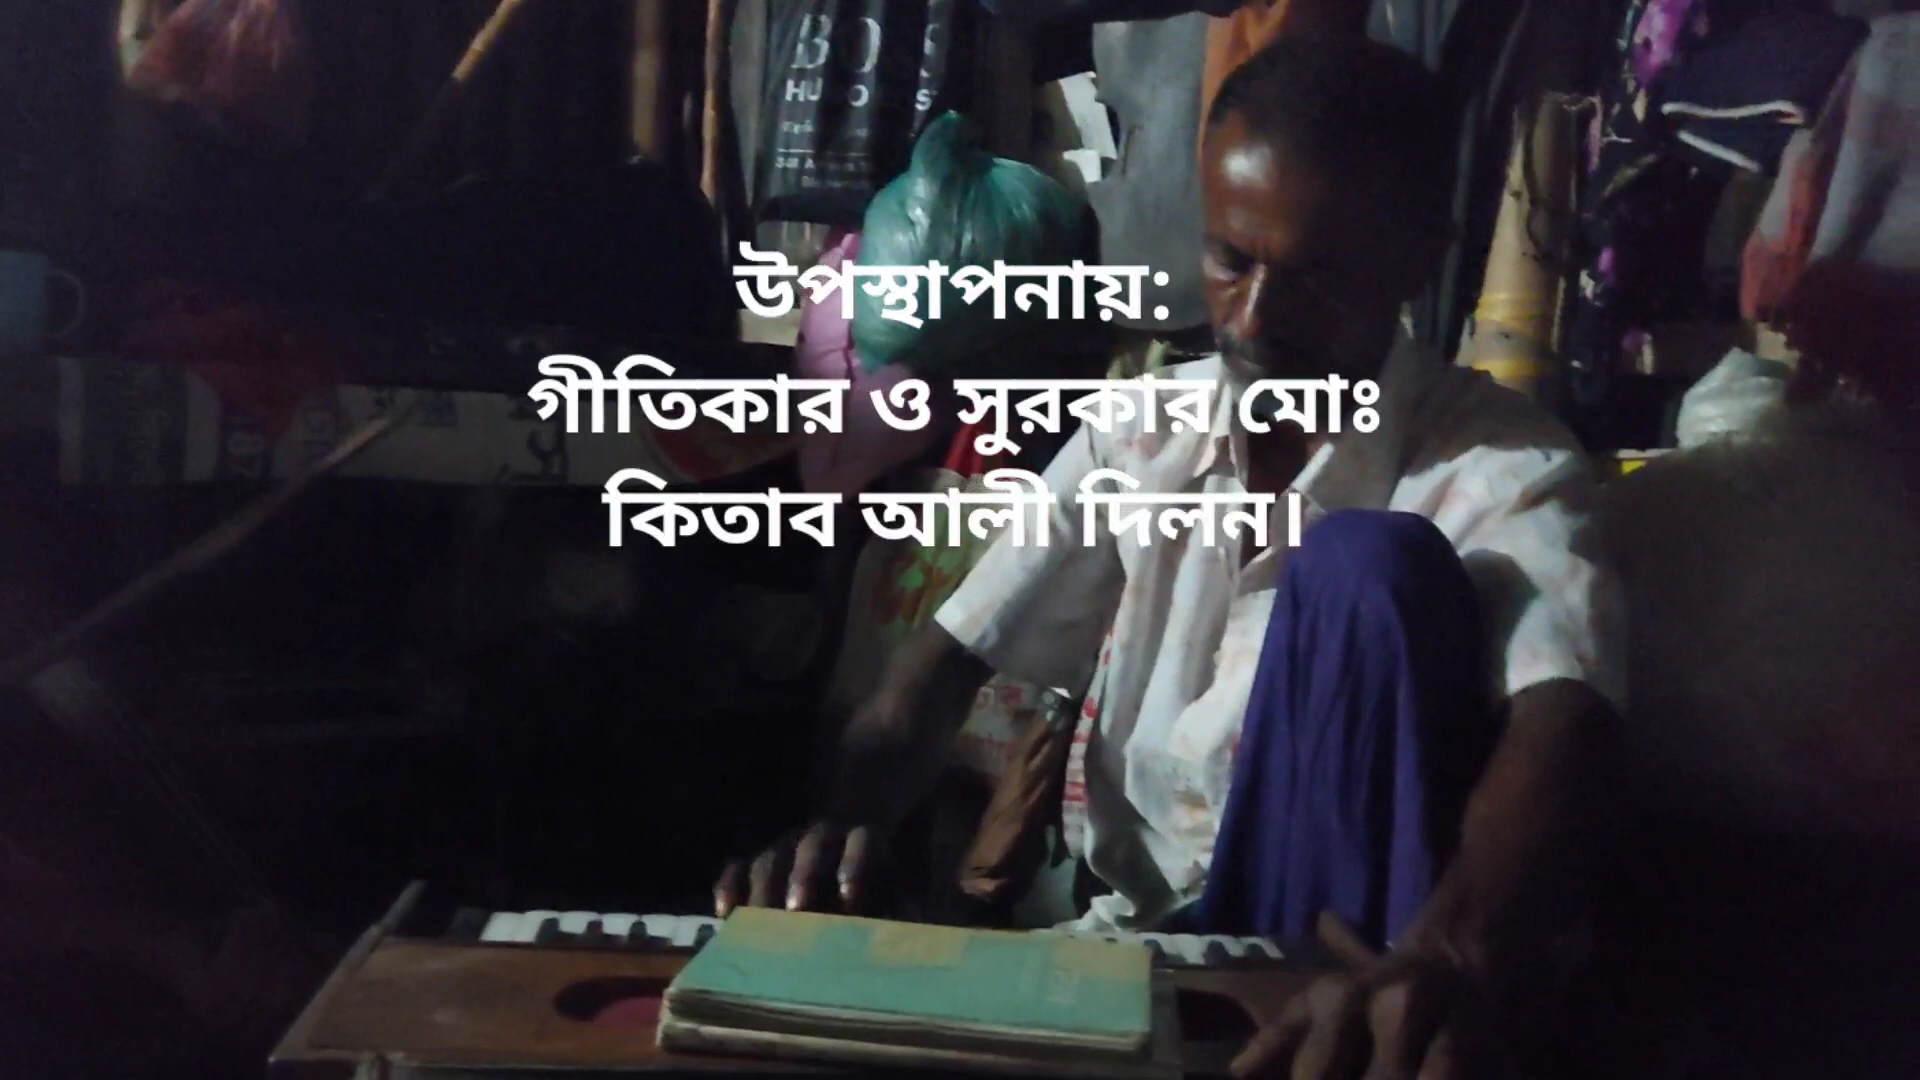 উপস্থাপনায়:
গীতিকার ও সুরকার মোঃ
কিতাব আলী দিলন।